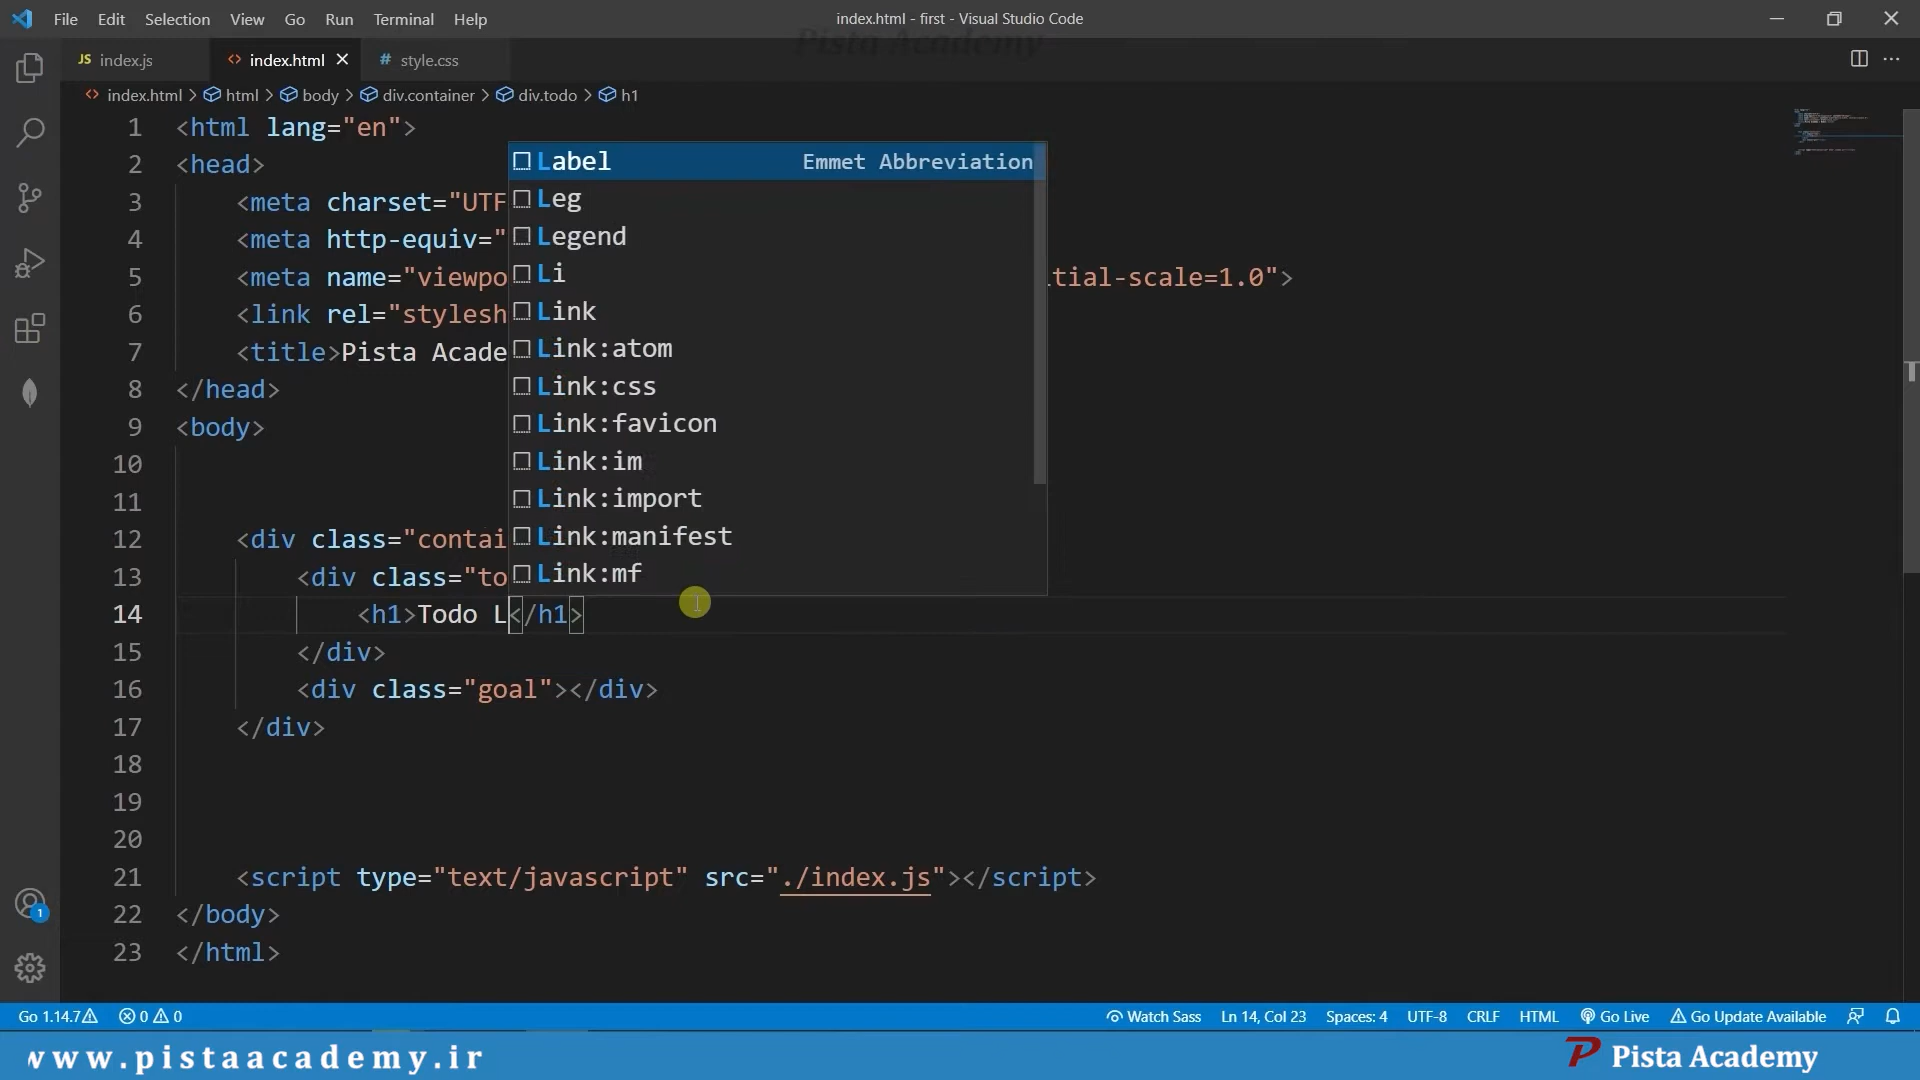 File Edit Selection View Go Run Terminal Help
index.html - first - Visual Studio Code
Pista Academy
JS index.js
<> index.html
# style.css
<> index.html > html > body > div.container > div.todo > h1
1 <html lang="en">
2 <head>
3 <meta charset="UTF
4 <meta http-equiv="
5 <meta name="viewpo tial-scale=1.0">
6 <link rel="stylesh
7 <title>Pista Acade
8 </head>
9 <body>
10
11
12 <div class="contai
13 <div class="to
14 <h1>Todo L</h1>
15 </div>
16 <div class="goal"></div>
17 </div>
18
19
20
21 <script type="text/javascript" src="./index.js"></script>
22 </body>
23 </html>
Label Emmet Abbreviation
Leg
Legend
Li
Link
Link:atom
Link:css
Link:favicon
Link:im
Link:import
Link:manifest
Link:mf
1
Go 1.14.7 0 0 Watch Sass Ln 14, Col 23 Spaces: 4 UTF-8 CRLF HTML Go Live Go Update Available
www.pistaacademy.ir
Pista Academy